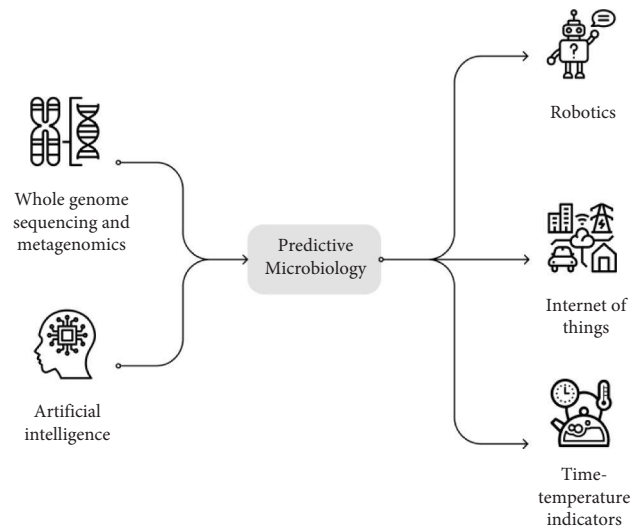 Whole genome
sequencing and
metagenomics
Artificial
intelligence
Predictive
Microbiology
?
Robotics
Internet of
things
Time-
temperature
indicators